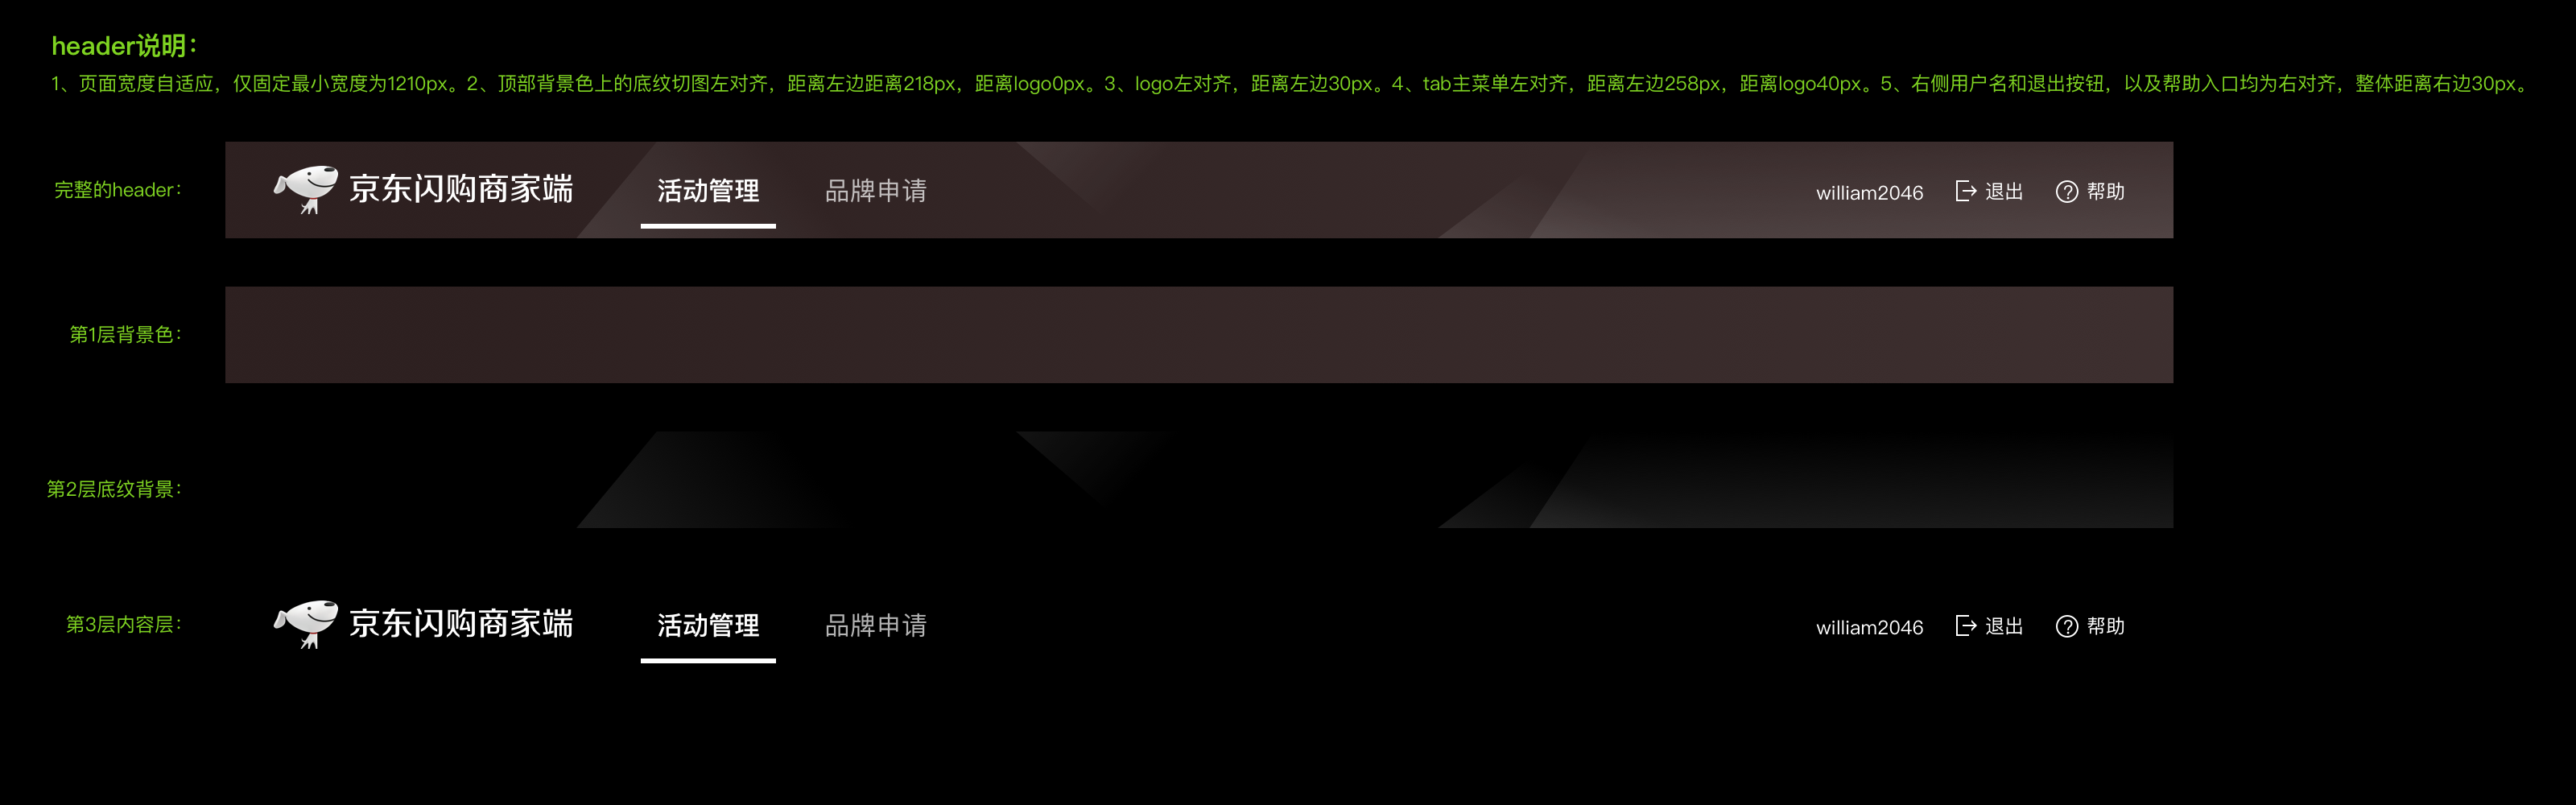 header说明：
1、页面宽度自适应，仅固定最小宽度为1210px。2、顶部背景色上的底纹切图左对齐，距离左边距离218px，距离logo0px。3、logo左对齐，距离左边30px。4、tab主菜单左对齐，距离左边258px，距离logo40px。5、右侧用户名和退出按钮，以及帮助入口均为右对齐，整体距离右边30px。
完整的header： 京东闪购商家端 活动管理 品牌申请 william2046 退出 帮助
第1层背景色：
第2层底纹背景：
第3层内容层： 京东闪购商家端 活动管理 品牌申请 william2046 退出 帮助